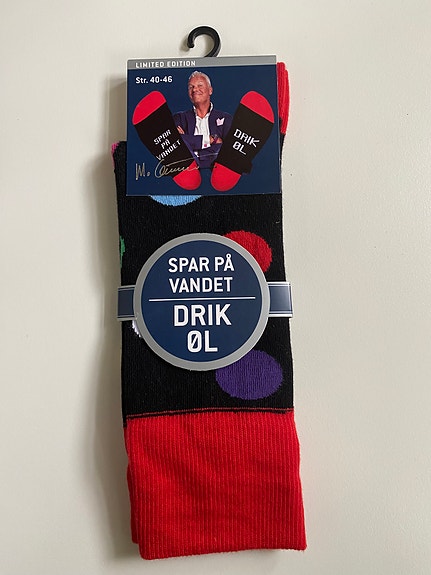 LIMITED EDITION
Str. 40-46
SPAR
PÅ
VANDET
DRIK
ØL
SPAR PÅ
VANDET
DRIK
ØL